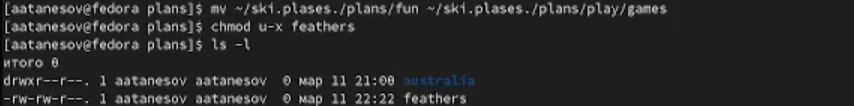 [aatanesov@fedora plans]$ mv ~/ski.plases./plans/fun ~/ski.plases./plans/play/games
[aatanesov@fedora plans]$ chmod u-x feathers
[aatanesov@fedora plans]$ ls -l
итого 0
drwxr--r--. 1 aatanesov aatanesov  0 мар 11 21:00 australia
-rw-rw-r--. 1 aatanesov aatanesov  0 мар 11 22:22 feathers